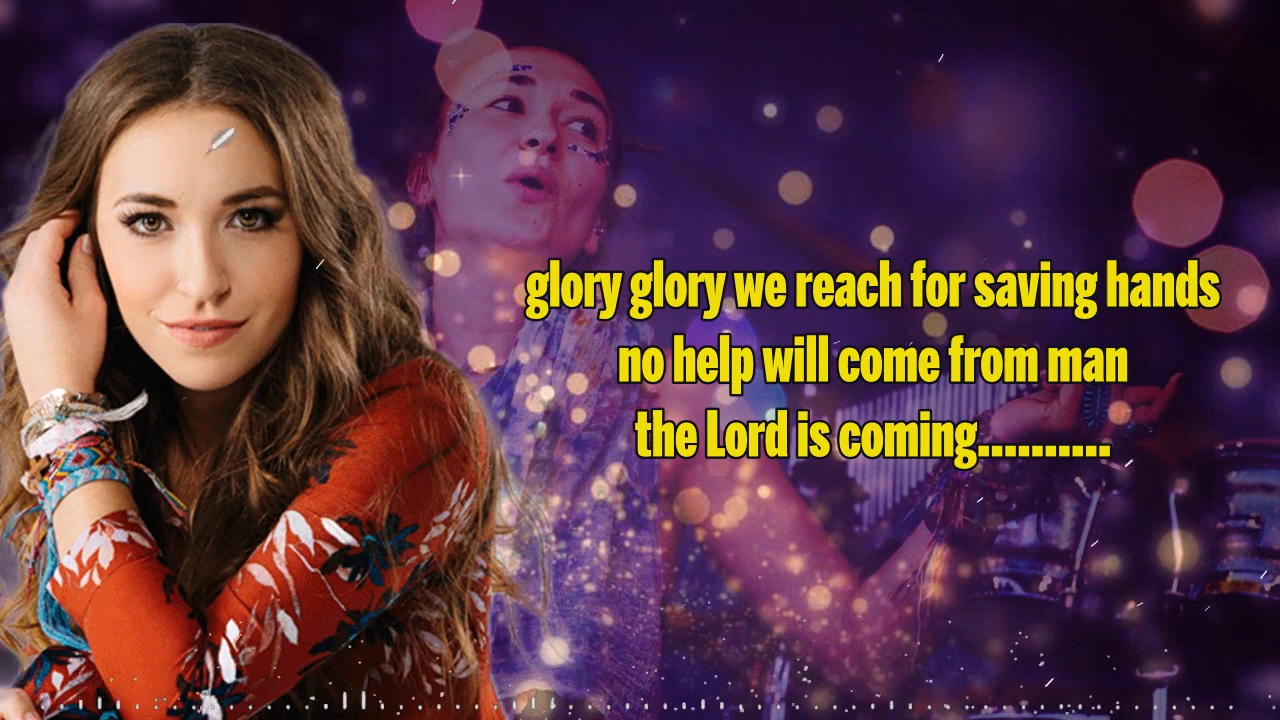 glory glory we reach for saving hands
no help will come from man
the Lord is coming..........